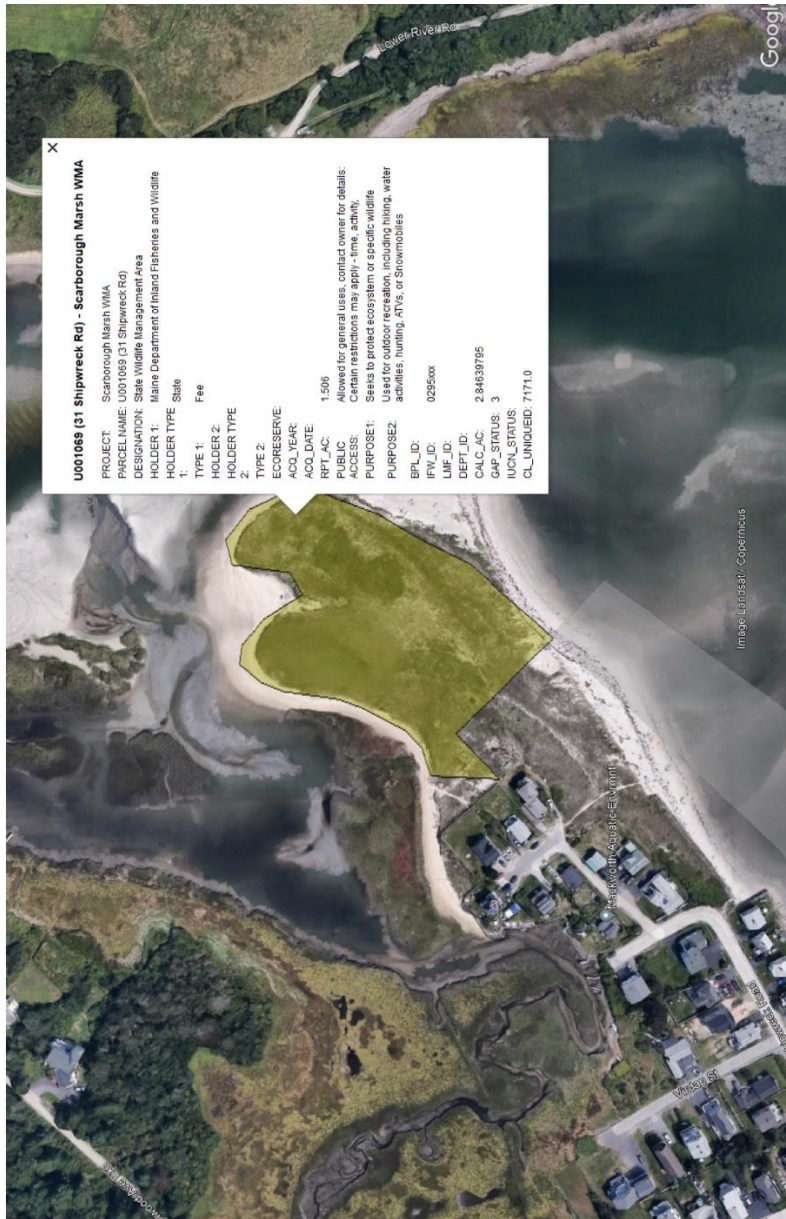 Lower River Rd
Google
U001069 (31 Shipwreck Rd) - Scarborough Marsh WMA
PROJECT: Scarborough Marsh WMA
PARCEL NAME: U001069 (31 Shipwreck Rd)
DESIGNATION: State Wildlife Management Area
HOLDER 1: Maine Department of Inland Fisheries and Wildlife
HOLDER TYPE 1: State
TYPE 1: Fee
HOLDER 2:
HOLDER TYPE 2:
TYPE 2:
ECORESERVE:
ACQ_YEAR:
ACQ_DATE:
RPT_AC: 1.506
PUBLIC ACCESS: Allowed for general uses, contact owner for details:
Certain restrictions may apply - time, activity,
PURPOSE1: Seeks to protect ecosystem or specific wildlife
PURPOSE2: Used for outdoor recreation, including hiking, water
activities, hunting, ATVs, or Snowmobiles
BPL_ID:
IFW_ID: 0295xxx
LMF_ID:
DEPT_ID:
CALC_AC: 2.84639795
GAP_STATUS: 3
IUCN_STATUS:
CL_UNIQUEID: 7171.0
Image Landsat / Copernicus
Mackworth Aquatic Envirmnt
Vesper St